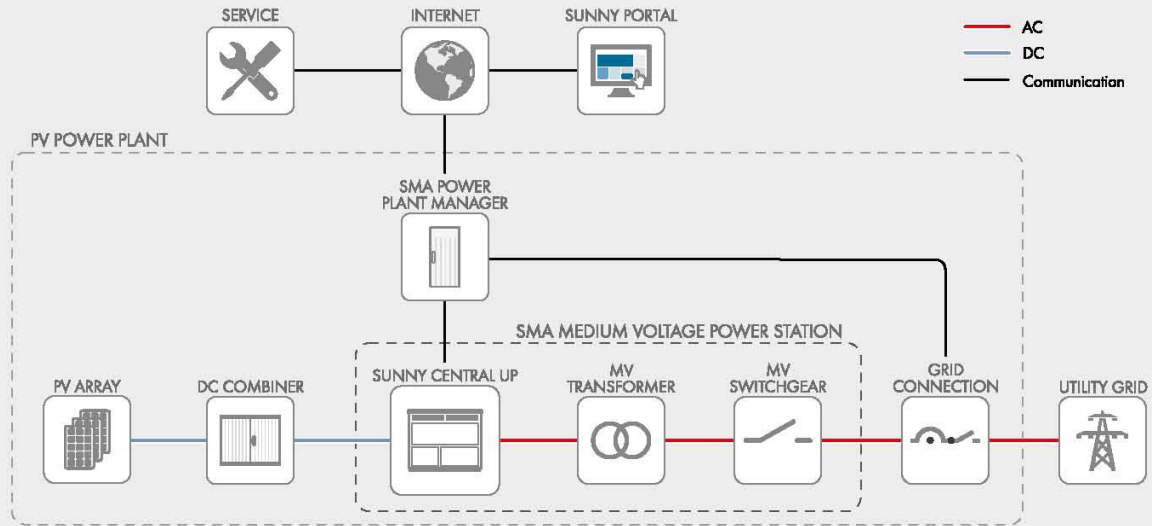 SERVICE
INTERNET
SUNNY PORTAL
AC
DC
Communication
PV POWER PLANT
SMA POWER
PLANT MANAGER
SMA MEDIUM VOLTAGE POWER STATION
PV ARRAY
DC COMBINER
SUNNY CENTRAL UP
MV
TRANSFORMER
MV
SWITCHGEAR
GRID
CONNECTION
UTILITY GRID